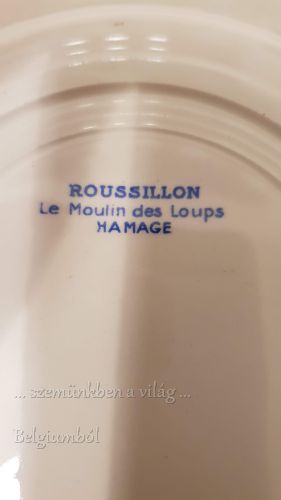 ROUSSILLON
Le Moulin des Loups
HAMAGE
... szemünkben a világ ...
Belgiumból